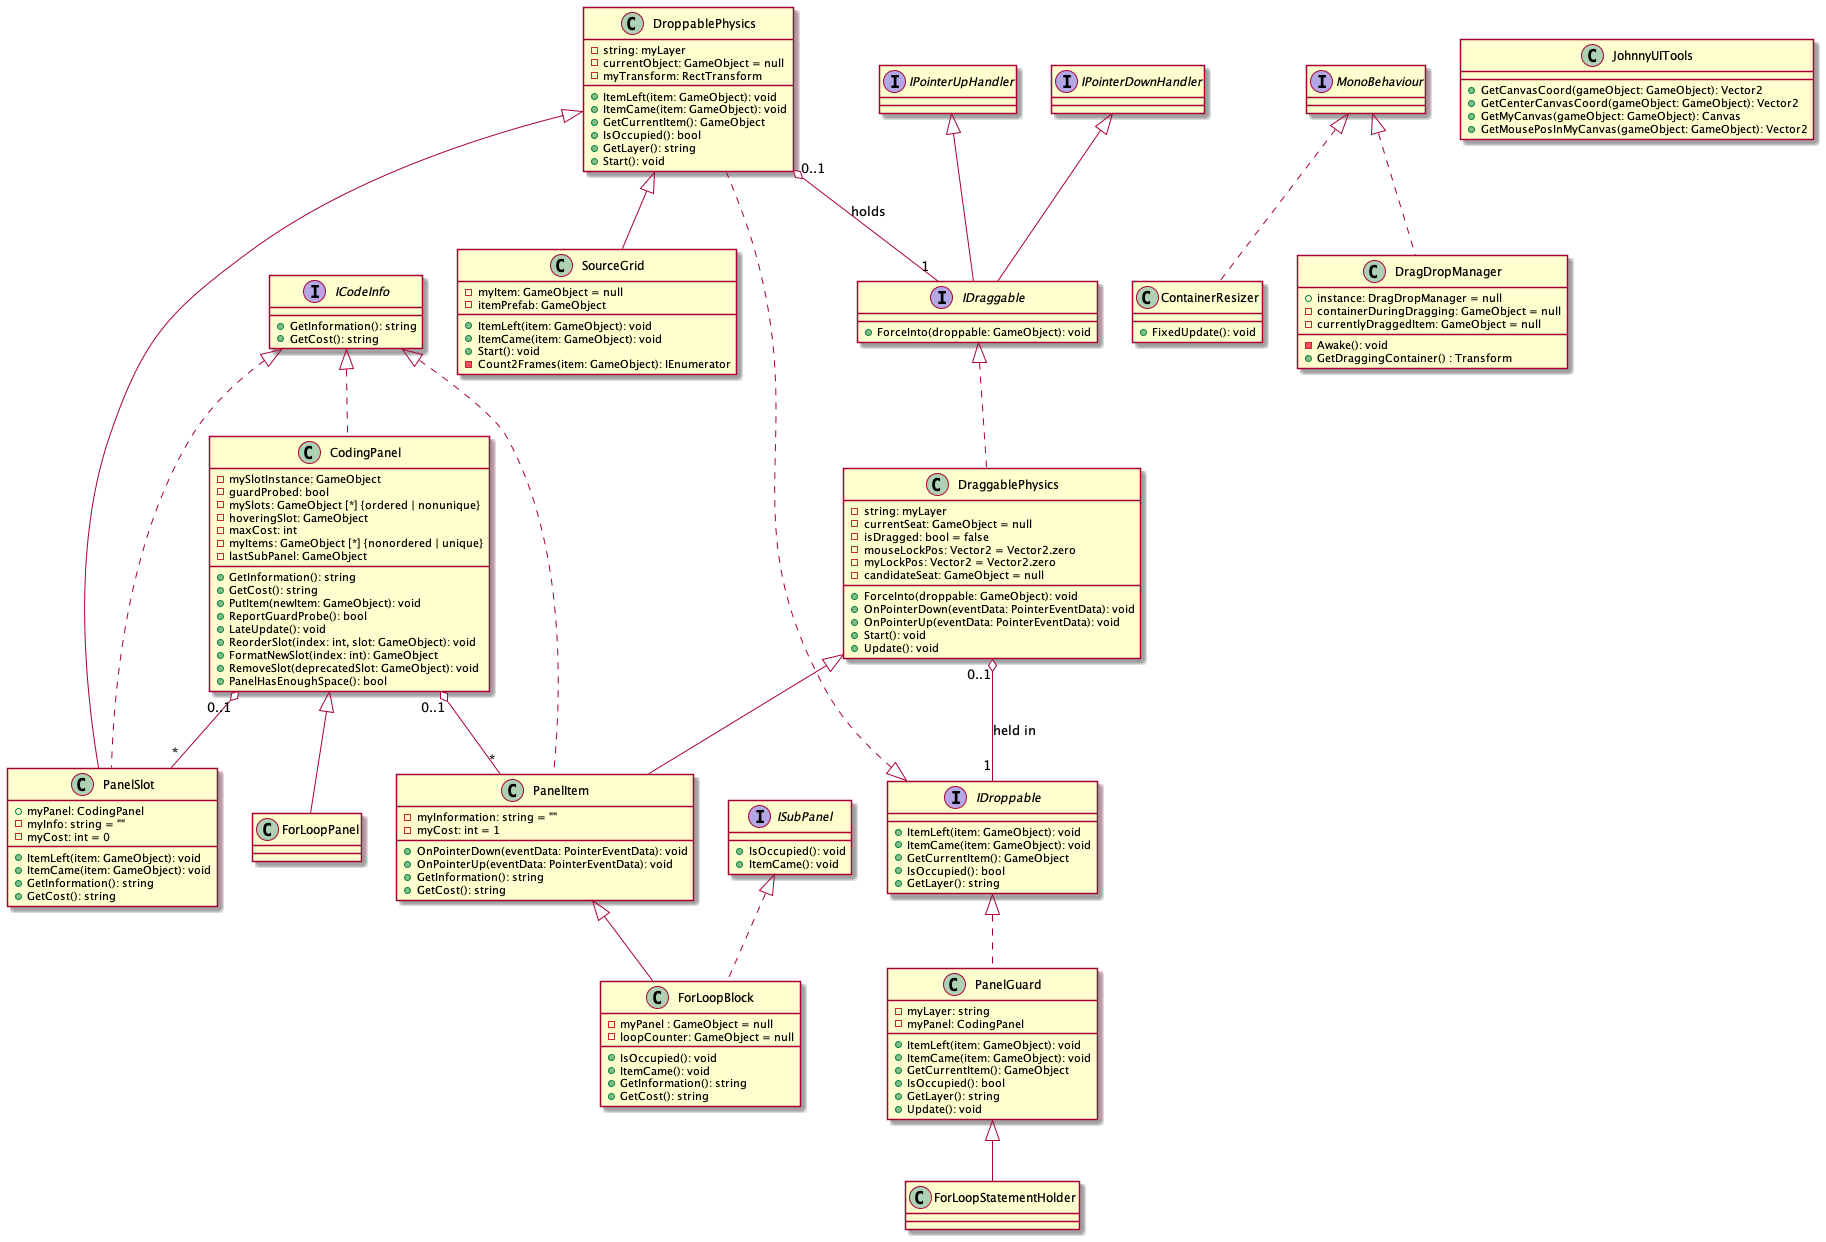 C DroppablePhysics
string: myLayer
currentObject: GameObject = null
myTransform: RectTransform
ItemLeft(item: GameObject): void
ItemCame(item: GameObject): void
GetCurrentItem(): GameObject
IsOccupied(): bool
GetLayer(): string
Start(): void
I IPointerUpHandler
I IPointerDownHandler
I MonoBehaviour
C JohnnyUITools
GetCanvasCoord(gameObject: GameObject): Vector2
GetCenterCanvasCoord(gameObject: GameObject): Vector2
GetMyCanvas(gameObject: GameObject): Canvas
GetMousePosInMyCanvas(gameObject: GameObject): Vector2
0..1
holds
1
I ICodeInfo
GetInformation(): string
GetCost(): string
C SourceGrid
myItem: GameObject = null
itemPrefab: GameObject
ItemLeft(item: GameObject): void
ItemCame(item: GameObject): void
Start(): void
Count2Frames(item: GameObject): IEnumerator
I IDraggable
ForceInto(droppable: GameObject): void
C ContainerResizer
FixedUpdate(): void
C DragDropManager
instance: DragDropManager = null
containerDuringDragging: GameObject = null
currentlyDraggedItem: GameObject = null
Awake(): void
GetDraggingContainer() : Transform
C CodingPanel
mySlotInstance: GameObject
guardProbed: bool
mySlots: GameObject [*] {ordered | nonunique}
hoveringSlot: GameObject
maxCost: int
myItems: GameObject [*] {nonordered | unique}
lastSubPanel: GameObject
GetInformation(): string
GetCost(): string
PutItem(newItem: GameObject): void
ReportGuardProbe(): bool
LateUpdate(): void
ReorderSlot(index: int, slot: GameObject): void
FormatNewSlot(index: int): GameObject
RemoveSlot(deprecatedSlot: GameObject): void
PanelHasEnoughSpace(): bool
C DraggablePhysics
string: myLayer
currentSeat: GameObject = null
isDragged: bool = false
mouseLockPos: Vector2 = Vector2.zero
myLockPos: Vector2 = Vector2.zero
candidateSeat: GameObject = null
ForceInto(droppable: GameObject): void
OnPointerDown(eventData: PointerEventData): void
OnPointerUp(eventData: PointerEventData): void
Start(): void
Update(): void
0..1
*
0..1
*
0..1
held in
1
C PanelSlot
myPanel: CodingPanel
myInfo: string = ""
myCost: int = 0
ItemLeft(item: GameObject): void
ItemCame(item: GameObject): void
GetInformation(): string
GetCost(): string
C ForLoopPanel
C PanelItem
myInformation: string = ""
myCost: int = 1
OnPointerDown(eventData: PointerEventData): void
OnPointerUp(eventData: PointerEventData): void
GetInformation(): string
GetCost(): string
I ISubPanel
IsOccupied(): void
ItemCame(): void
I IDroppable
ItemLeft(item: GameObject): void
ItemCame(item: GameObject): void
GetCurrentItem(): GameObject
IsOccupied(): bool
GetLayer(): string
C ForLoopBlock
myPanel : GameObject = null
loopCounter: GameObject = null
IsOccupied(): void
ItemCame(): void
GetInformation(): string
GetCost(): string
C PanelGuard
myLayer: string
myPanel: CodingPanel
ItemLeft(item: GameObject): void
ItemCame(item: GameObject): void
GetCurrentItem(): GameObject
IsOccupied(): bool
GetLayer(): string
Update(): void
C ForLoopStatementHolder